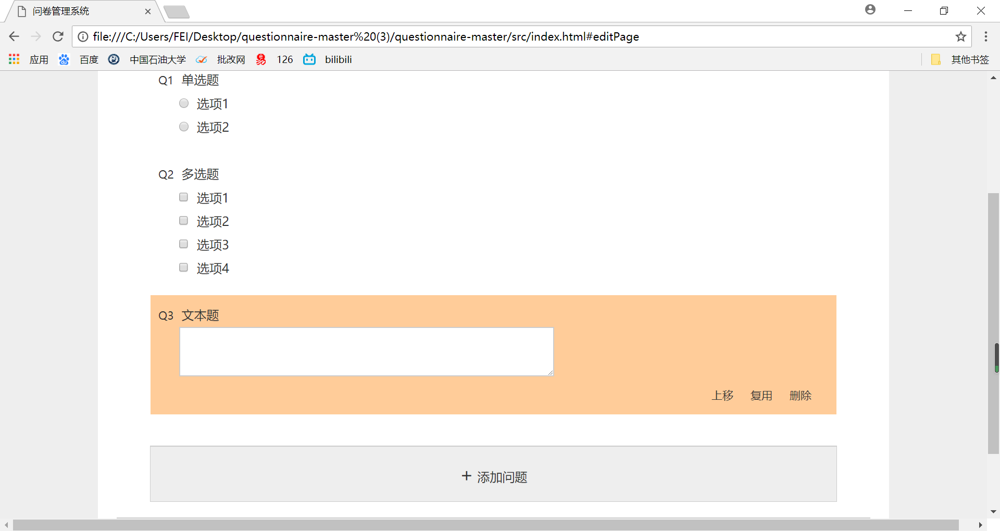 问卷管理系统
file:///C:/Users/FEI/Desktop/questionnaire-master%20(3)/questionnaire-master/src/index.html#editPage
应用 百度 中国石油大学 批改网 126 bilibili 其他书签
Q1 单选题
选项1
选项2
Q2 多选题
选项1
选项2
选项3
选项4
Q3 文本题
上移 复用 删除
+ 添加问题